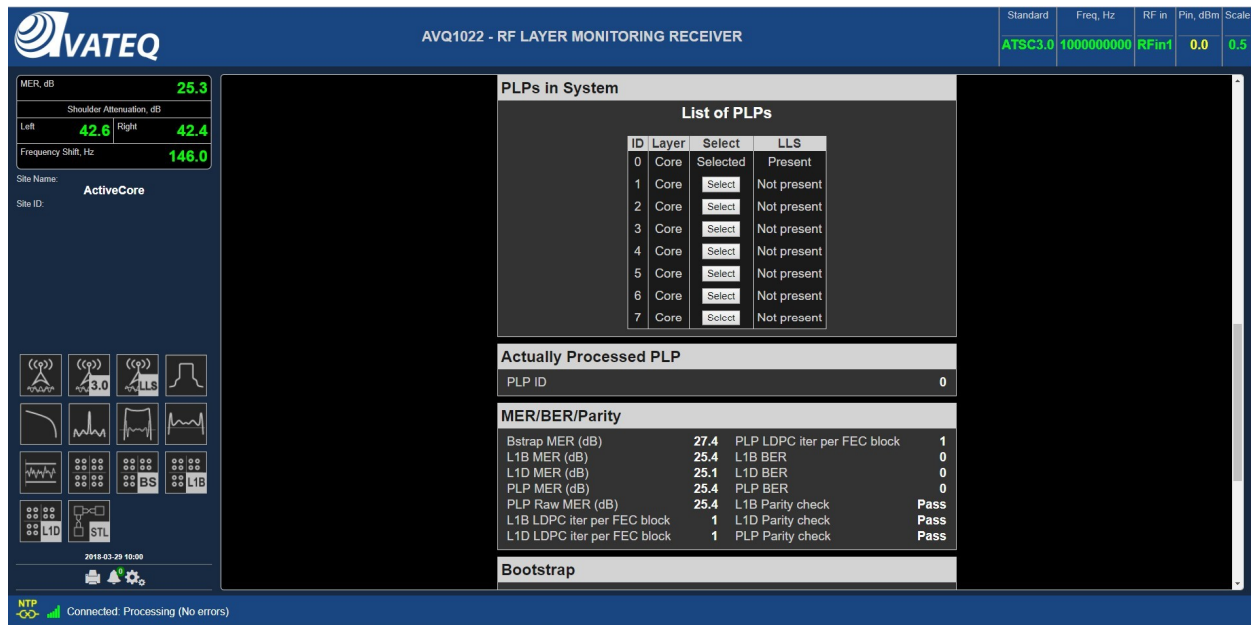 AVATEQ
AVQ1022 - RF LAYER MONITORING RECEIVER
Standard Freq, Hz RF in Pin, dBm Scale
ATSC3.0 1000000000 RFin1 0.0 0.5
MER, dB 25.3
Shoulder Attenuation, dB
Left 42.6 Right 42.4
Frequency Shift, Hz 146.0
Site Name:
ActiveCore
Site ID:
3.0 LLS
BS L1B
L1D STL
2018-03-29 10:00
0
PLPs in System
List of PLPs
ID Layer Select LLS
0 Core Selected Present
1 Core Select Not present
2 Core Select Not present
3 Core Select Not present
4 Core Select Not present
5 Core Select Not present
6 Core Select Not present
7 Core Select Not present
Actually Processed PLP
PLP ID 0
MER/BER/Parity
Bstrap MER (dB) 27.4 PLP LDPC iter per FEC block 1
L1B MER (dB) 25.4 L1B BER 0
L1D MER (dB) 25.1 L1D BER 0
PLP MER (dB) 25.4 PLP BER 0
PLP Raw MER (dB) 25.4 L1B Parity check Pass
L1B LDPC iter per FEC block 1 L1D Parity check Pass
L1D LDPC iter per FEC block 1 PLP Parity check Pass
Bootstrap
NTP
Connected: Processing (No errors)